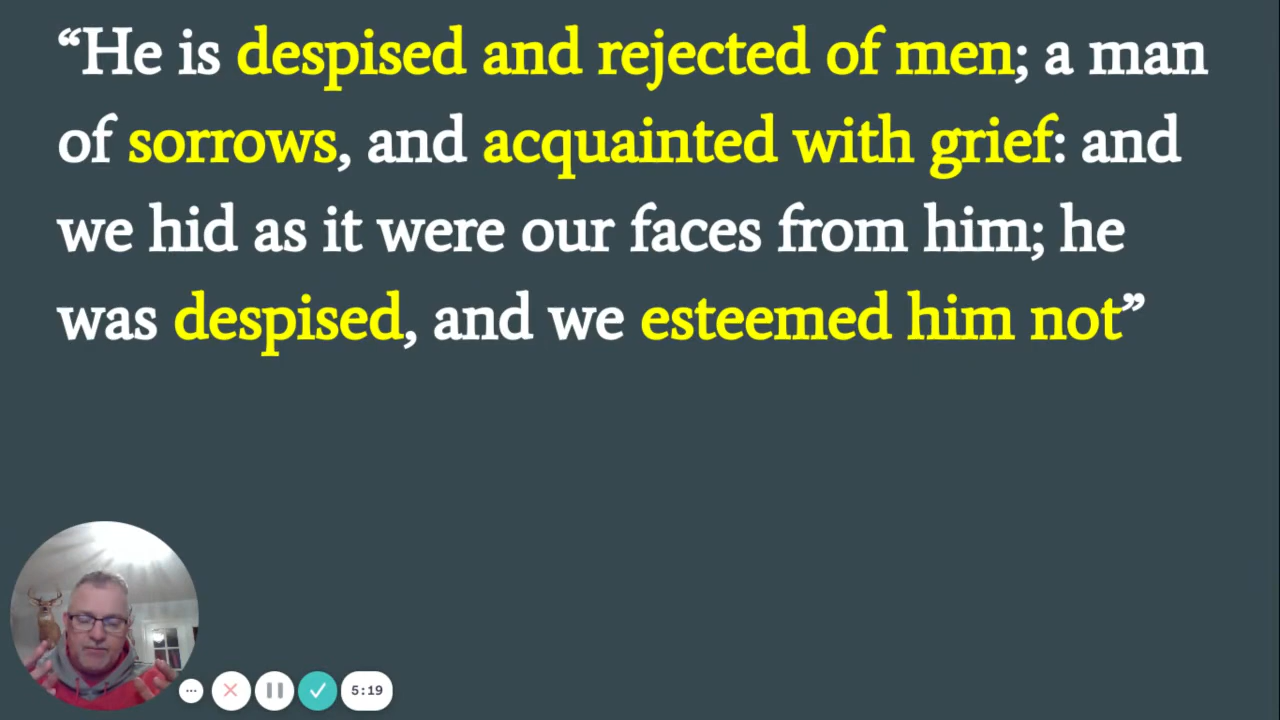 “He is despised and rejected of men; a man
of sorrows, and acquainted with grief: and
we hid as it were our faces from him; he
was despised, and we esteemed him not”
5:19